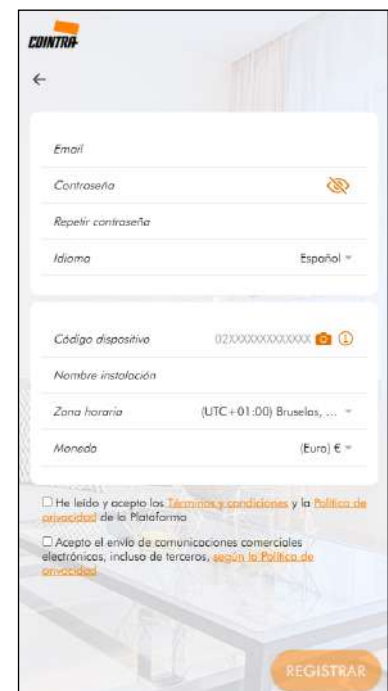 COINTRA
Email
Contraseña
Repetir contraseña
Idioma Español
Código dispositivo 02XXXXXXXXXXXXX
Nombre instalación
Zona horaria (UTC+01:00) Bruselas, ...
Moneda (Euro) €
He leído y acepto los Términos y condiciones y la Política de
privacidad de la Plataforma
Acepto el envío de comunicaciones comerciales
electrónicas, incluso de terceros, según la Política de
privacidad
REGISTRAR